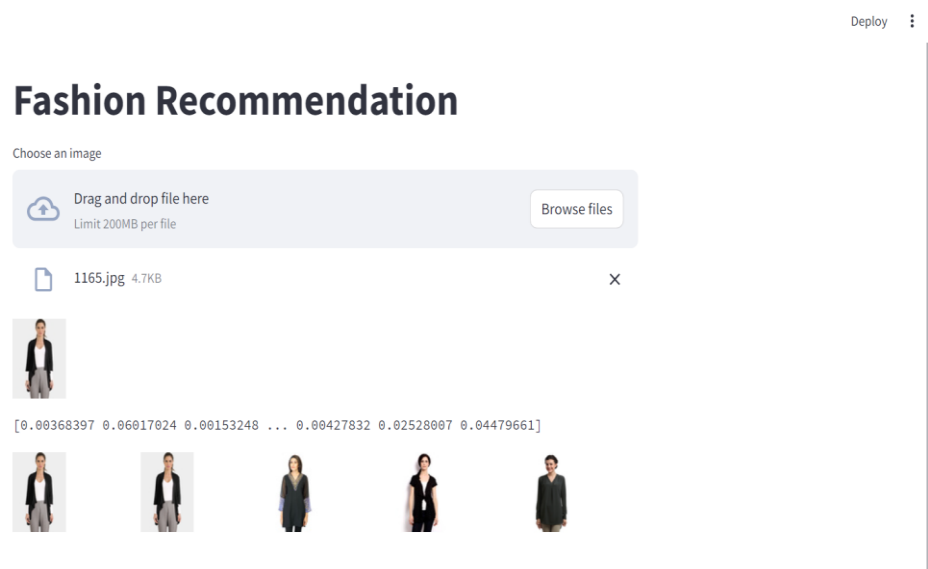 Deploy
Fashion Recommendation
Choose an image
Drag and drop file here
Limit 200MB per file
Browse files
1165.jpg 4.7KB
[0.00368397 0.06017024 0.00153248 ... 0.00427832 0.02528007 0.04479661]